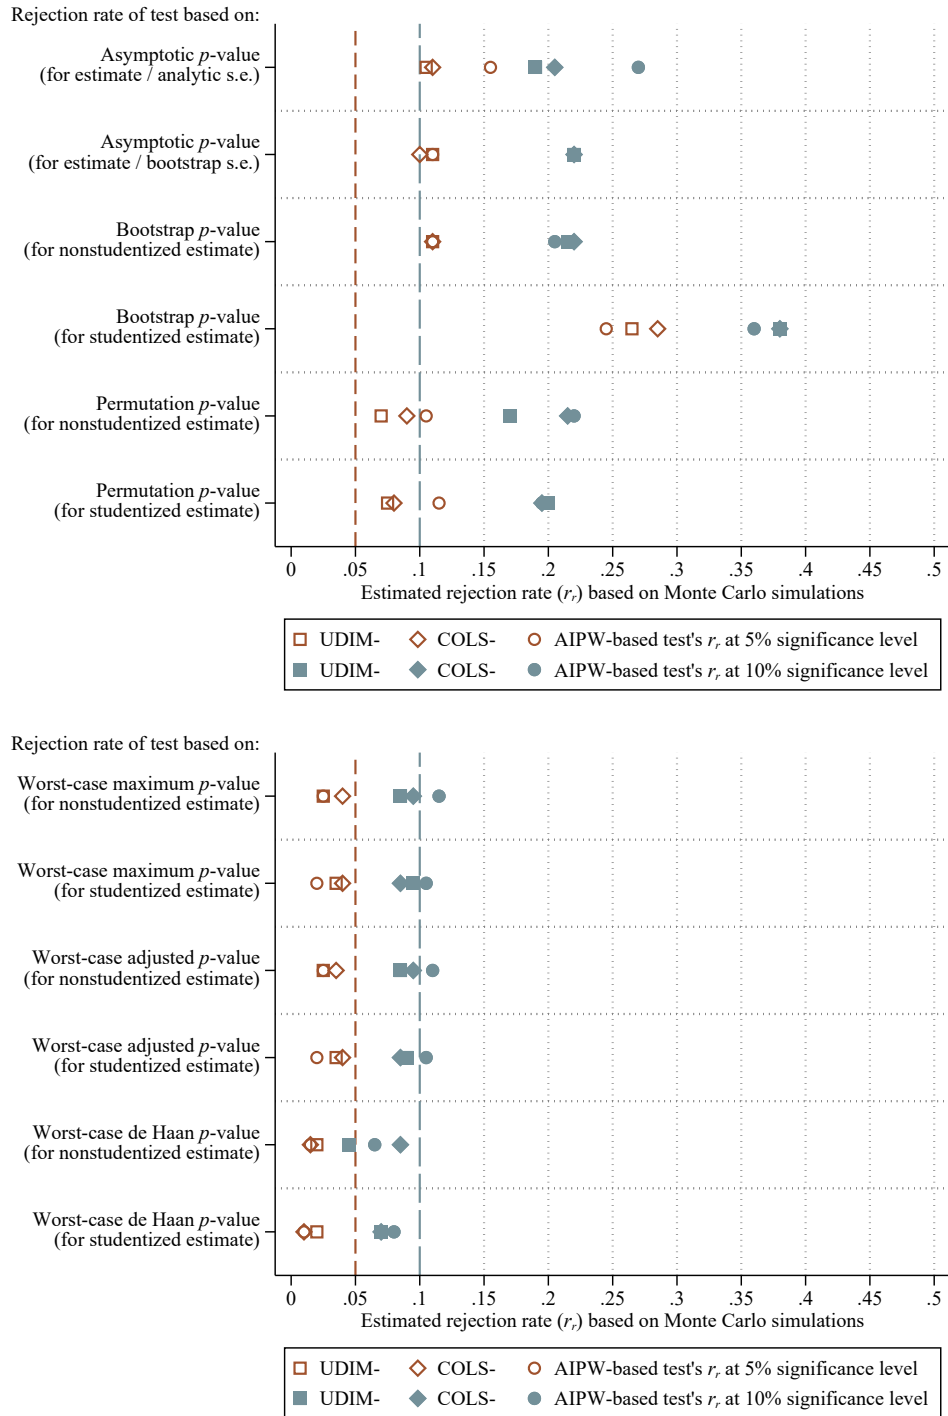 Rejection rate of test based on:
Asymptotic p-value
(for estimate / analytic s.e.)
Asymptotic p-value
(for estimate / bootstrap s.e.)
Bootstrap p-value
(for nonstudentized estimate)
Bootstrap p-value
(for studentized estimate)
Permutation p-value
(for nonstudentized estimate)
Permutation p-value
(for studentized estimate)
0 .05 .1 .15 .2 .25 .3 .35 .4 .45 .5
Estimated rejection rate (r_r) based on Monte Carlo simulations
UDIM- COLS- AIPW-based test's r_r at 5% significance level
UDIM- COLS- AIPW-based test's r_r at 10% significance level
Rejection rate of test based on:
Worst-case maximum p-value
(for nonstudentized estimate)
Worst-case maximum p-value
(for studentized estimate)
Worst-case adjusted p-value
(for nonstudentized estimate)
Worst-case adjusted p-value
(for studentized estimate)
Worst-case de Haan p-value
(for nonstudentized estimate)
Worst-case de Haan p-value
(for studentized estimate)
0 .05 .1 .15 .2 .25 .3 .35 .4 .45 .5
Estimated rejection rate (r_r) based on Monte Carlo simulations
UDIM- COLS- AIPW-based test's r_r at 5% significance level
UDIM- COLS- AIPW-based test's r_r at 10% significance level